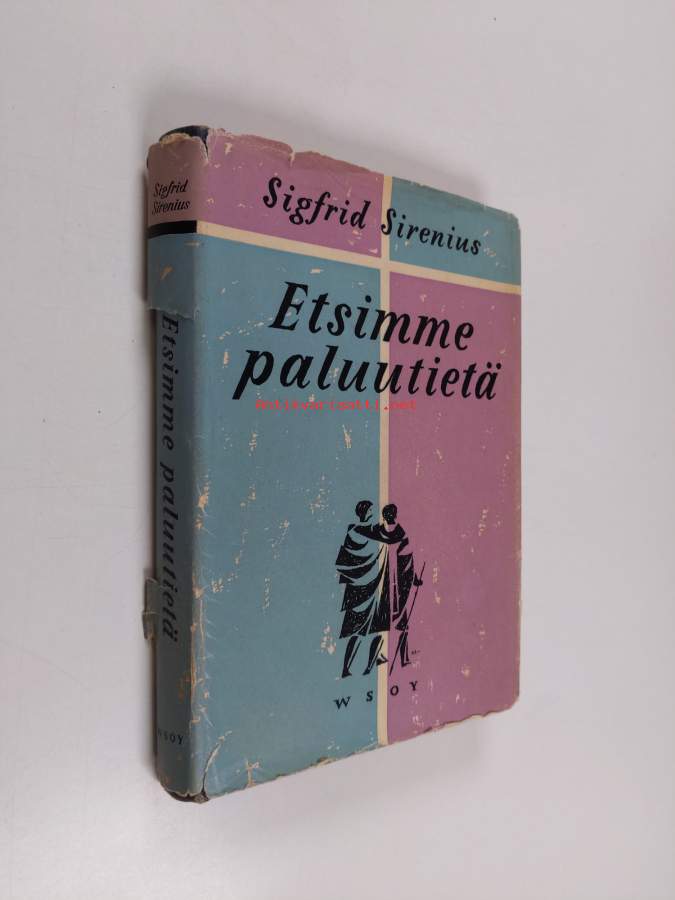 Sigfrid
Sirenius
Etsimme paluutietä
WSOY
Sigfrid Sirenius
Etsimme
paluutietä
Antikvariaatti.net
WSOY